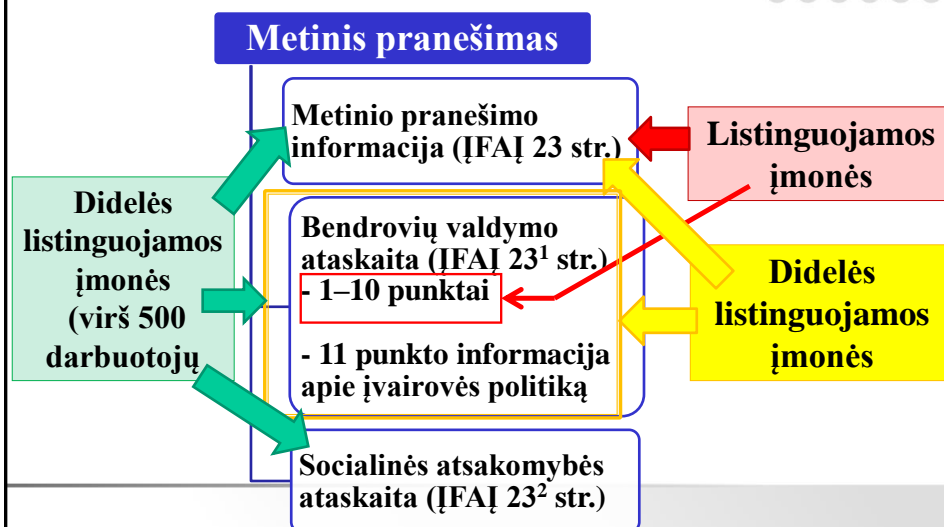 Metinis pranešimas
Metinio pranešimo
informacija (ĮFAĮ 23 str.)
Listinguojamos
įmonės
Didelės
listinguojamos
įmonės
(virš 500
darbuotojų
Bendrovių valdymo
ataskaita (ĮFAĮ 23¹ str.)
- 1–10 punktai
- 11 punkto informacija
apie įvairovės politiką
Didelės
listinguojamos
įmonės
Socialinės atsakomybės
ataskaita (ĮFAĮ 23² str.)